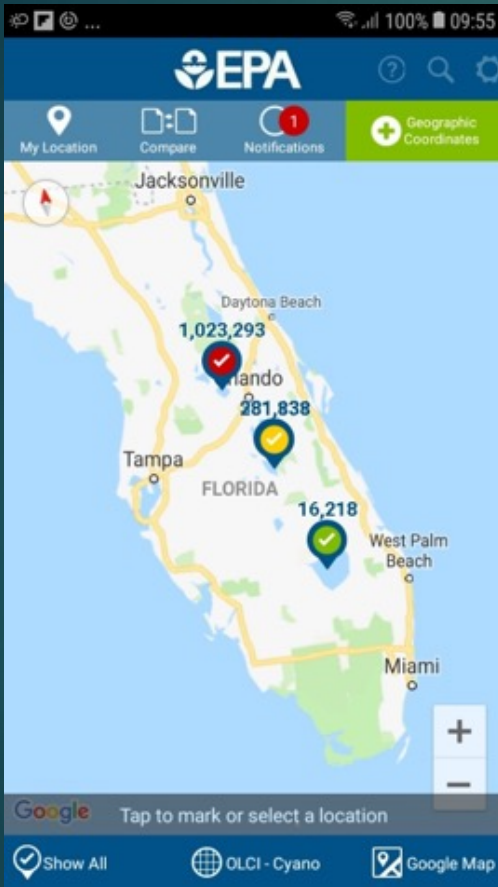 ... 100% 09:55
EPA
My Location
Compare
1
Notifications
Geographic
Coordinates
Jacksonville
Daytona Beach
1,023,293
lando
281,838
Tampa
FLORIDA
16,218
West Palm
Beach
Miami
+
−
Google
Tap to mark or select a location
Show All
OLCI - Cyano
Google Map